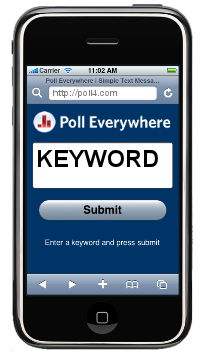 Carrier 11:02 AM
Poll Everywhere | Simple Text Messa...
http://poll4.com/
Poll Everywhere
KEYWORD
Submit
Enter a keyword and press submit